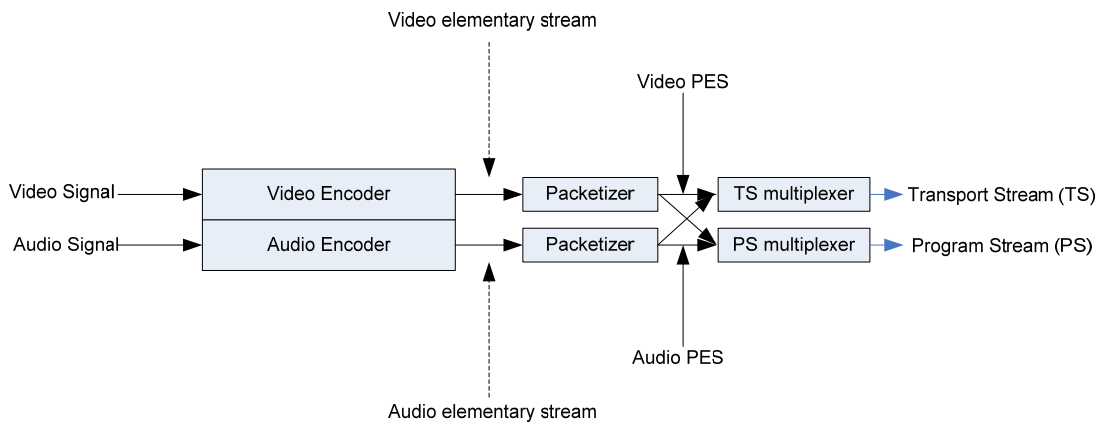 Video elementary stream
Video PES
Video Signal
Video Encoder
Packetizer
TS multiplexer
Transport Stream (TS)
Audio Signal
Audio Encoder
Packetizer
PS multiplexer
Program Stream (PS)
Audio PES
Audio elementary stream